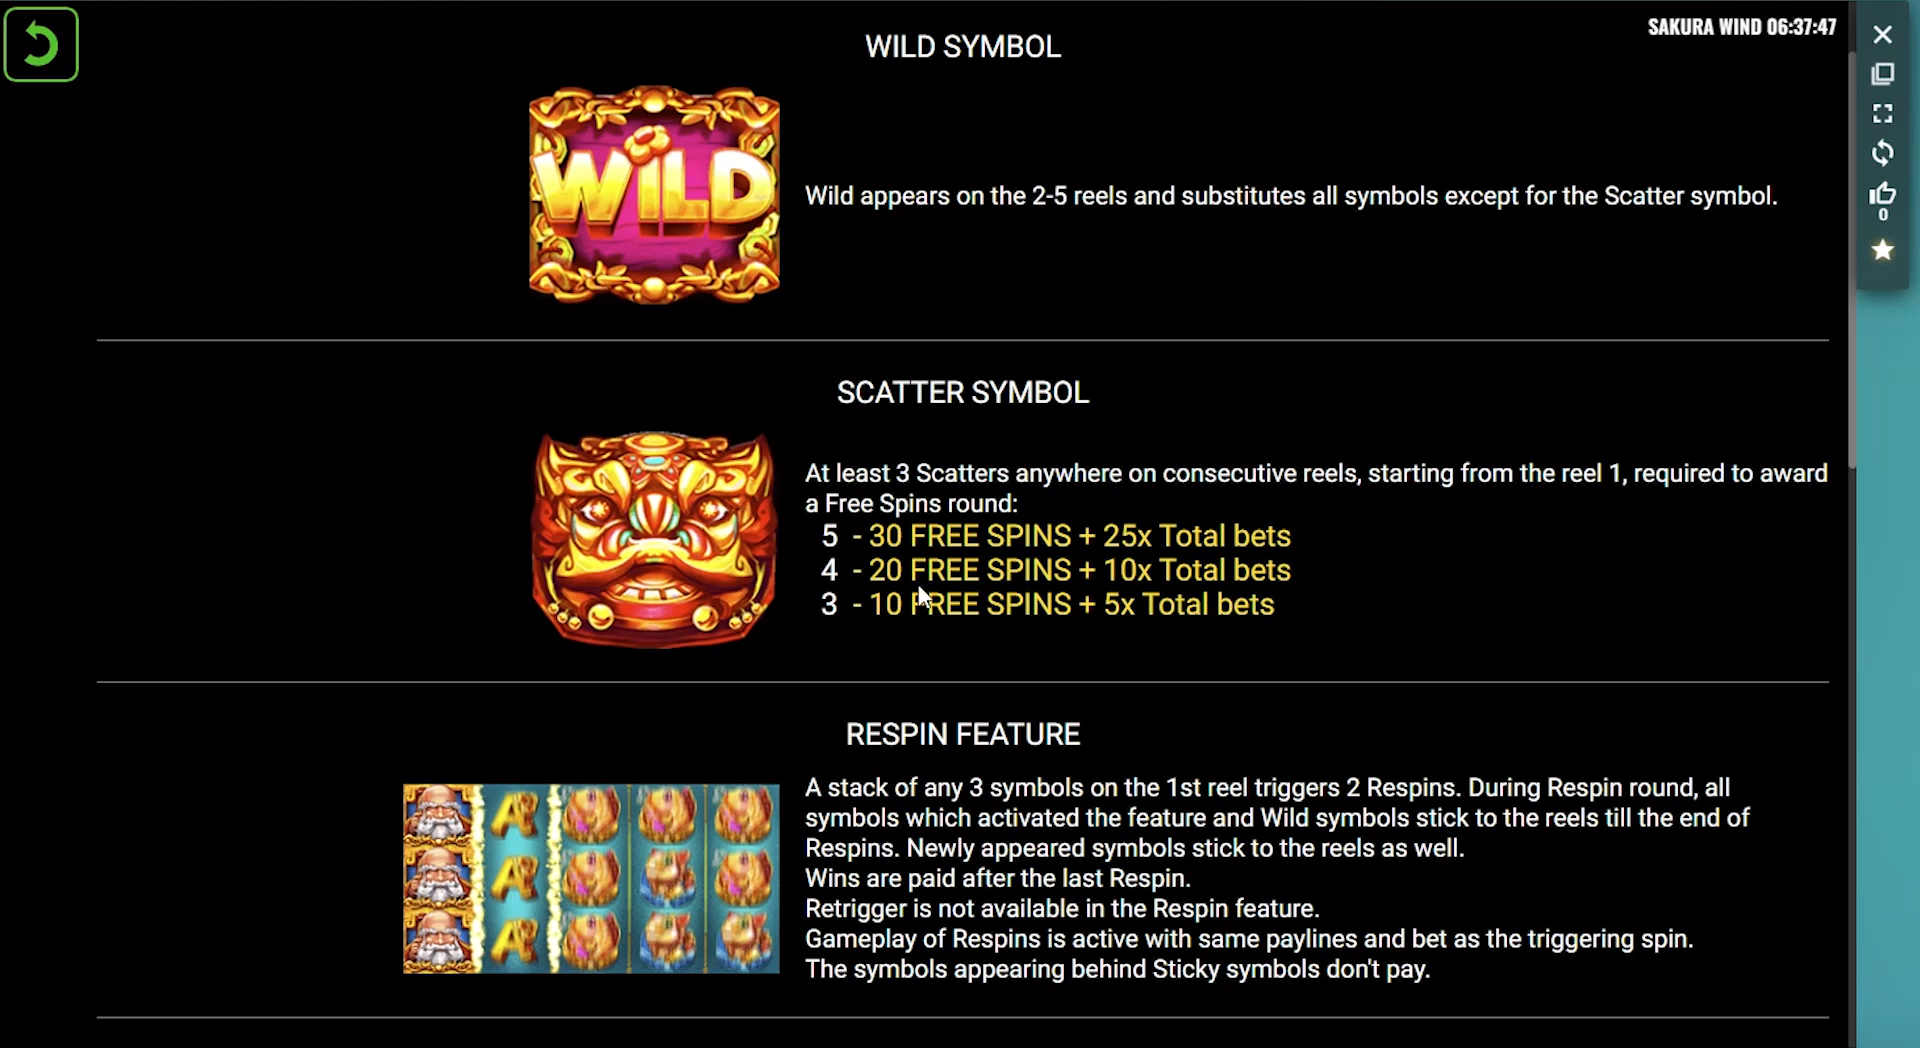 SAKURA WIND 06:37:47
WILD SYMBOL
WILD
Wild appears on the 2-5 reels and substitutes all symbols except for the Scatter symbol.
0
SCATTER SYMBOL
At least 3 Scatters anywhere on consecutive reels, starting from the reel 1, required to award
a Free Spins round:
5 - 30 FREE SPINS + 25x Total bets
4 - 20 FREE SPINS + 10x Total bets
3 - 10 FREE SPINS + 5x Total bets
RESPIN FEATURE
A stack of any 3 symbols on the 1st reel triggers 2 Respins. During Respin round, all
symbols which activated the feature and Wild symbols stick to the reels till the end of
Respins. Newly appeared symbols stick to the reels as well.
Wins are paid after the last Respin.
Retrigger is not available in the Respin feature.
Gameplay of Respins is active with same paylines and bet as the triggering spin.
The symbols appearing behind Sticky symbols don't pay.
A
A
A